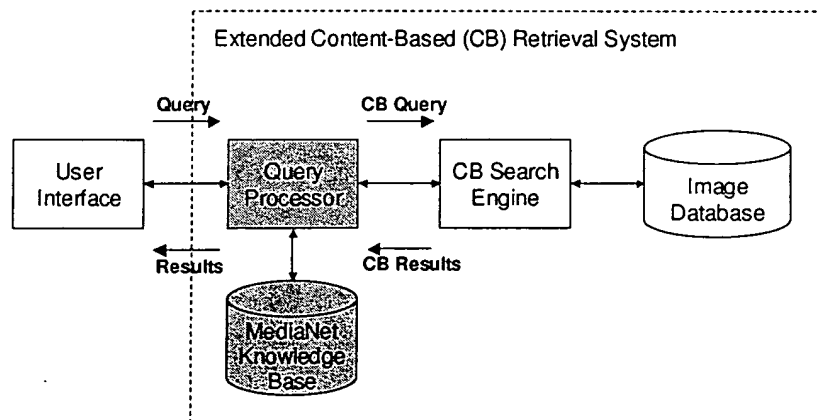 Extended Content-Based (CB) Retrieval System
Query
CB Query
User
Interface
Query
Processor
CB Search
Engine
Image
Database
Results
CB Results
MediaNet
Knowledge
Base